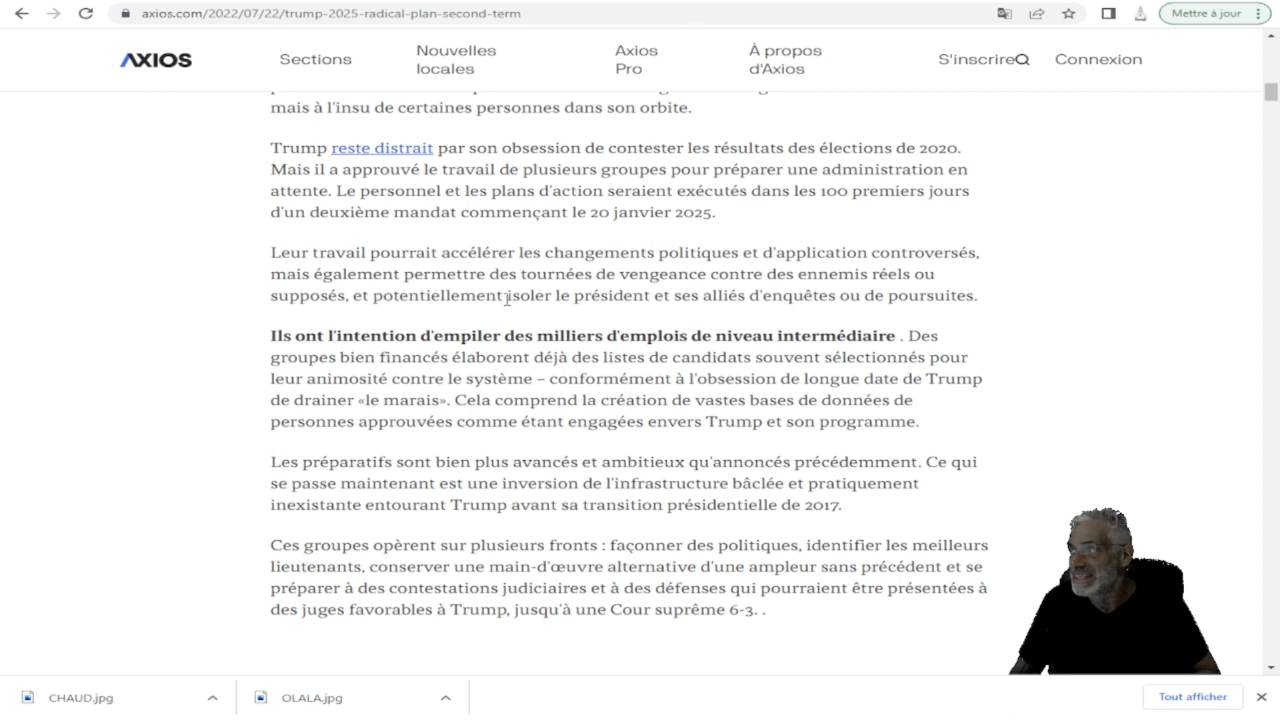 axios.com/2022/07/22/trump-2025-radical-plan-second-term
Mettre à jour
AXIOS
Sections
Nouvelles
locales
Axios
Pro
À propos
d'Axios
S'inscrire
Connexion
mais à l'insu de certaines personnes dans son orbite.
Trump reste distrait par son obsession de contester les résultats des élections de 2020.
Mais il a approuvé le travail de plusieurs groupes pour préparer une administration en
attente. Le personnel et les plans d'action seraient exécutés dans les 100 premiers jours
d'un deuxième mandat commençant le 20 janvier 2025.
Leur travail pourrait accélérer les changements politiques et d'application controversés,
mais également permettre des tournées de vengeance contre des ennemis réels ou
supposés, et potentiellement isoler le président et ses alliés d'enquêtes ou de poursuites.
Ils ont l'intention d'empiler des milliers d'emplois de niveau intermédiaire . Des
groupes bien financés élaborent déjà des listes de candidats souvent sélectionnés pour
leur animosité contre le système – conformément à l'obsession de longue date de Trump
de drainer «le marais». Cela comprend la création de vastes bases de données de
personnes approuvées comme étant engagées envers Trump et son programme.
Les préparatifs sont bien plus avancés et ambitieux qu'annoncés précédemment. Ce qui
se passe maintenant est une inversion de l'infrastructure bâclée et pratiquement
inexistante entourant Trump avant sa transition présidentielle de 2017.
Ces groupes opèrent sur plusieurs fronts : façonner des politiques, identifier les meilleurs
lieutenants, conserver une main-d'œuvre alternative d'une ampleur sans précédent et se
préparer à des contestations judiciaires et à des défenses qui pourraient être présentées à
des juges favorables à Trump, jusqu'à une Cour suprême 6-3. .
CHAUD.jpg
OLALA.jpg
Tout afficher